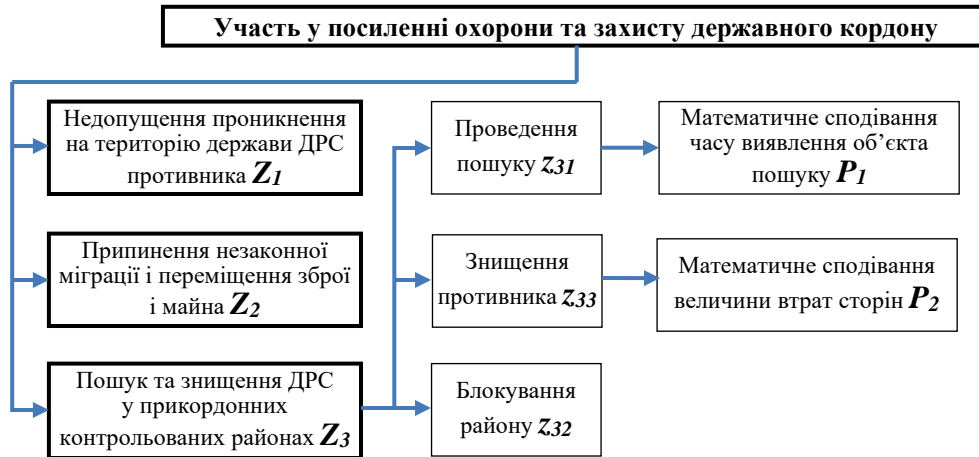 Участь у посиленні охорони та захисту державного кордону
Недопущення проникнення
на територію держави ДРС
противника Z1
Припинення незаконної
міграції і переміщення зброї
і майна Z2
Пошук та знищення ДРС
у прикордонних
контрольованих районах Z3
Проведення
пошуку z31
Знищення
противника z33
Блокування
району z32
Математичне сподівання
часу виявлення об’єкта
пошуку P1
Математичне сподівання
величини втрат сторін P2